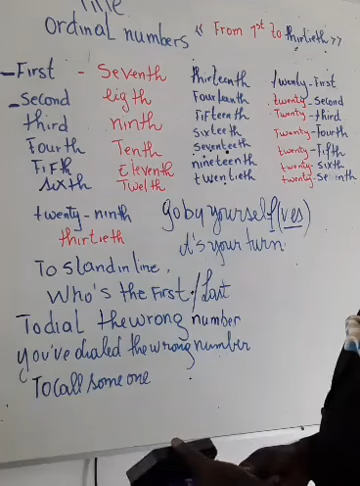 Title
ordinal numbers « From 1st to thirtieth »
- First - Seventh thirteenth twenty-First
- Second eigth Fourteenth twenty-Second
third ninth FiFteenth Twenty-third
Fourth Tenth sixteeth Twenty-Fourth
FiFth Eleventh Seventeeth twenty-Fifth
sixth Twelth nineteenth twenty-sixth
twentieth twenty-Seventh
twenty-ninth go by yourself (ves)
thirtieth it's your turn
To stand in line.
Who's the First / Last
To dial the wrong number
you've dialed the wrong number
To call someone